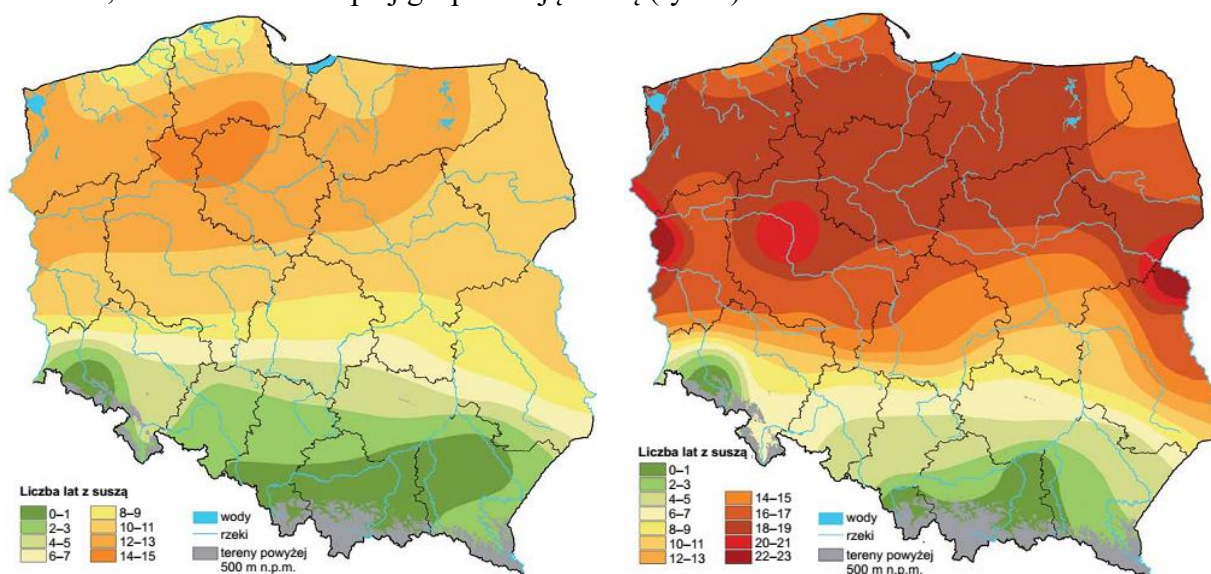 Liczba lat z suszą
0–1
2–3
4–5
6–7
8–9
10–11
12–13
14–15
wody
rzeki
tereny powyżej
500 m n.p.m.
Liczba lat z suszą
0–1
2–3
4–5
6–7
8–9
10–11
12–13
14–15
16–17
18–19
20–21
22–23
wody
rzeki
tereny powyżej
500 m n.p.m.